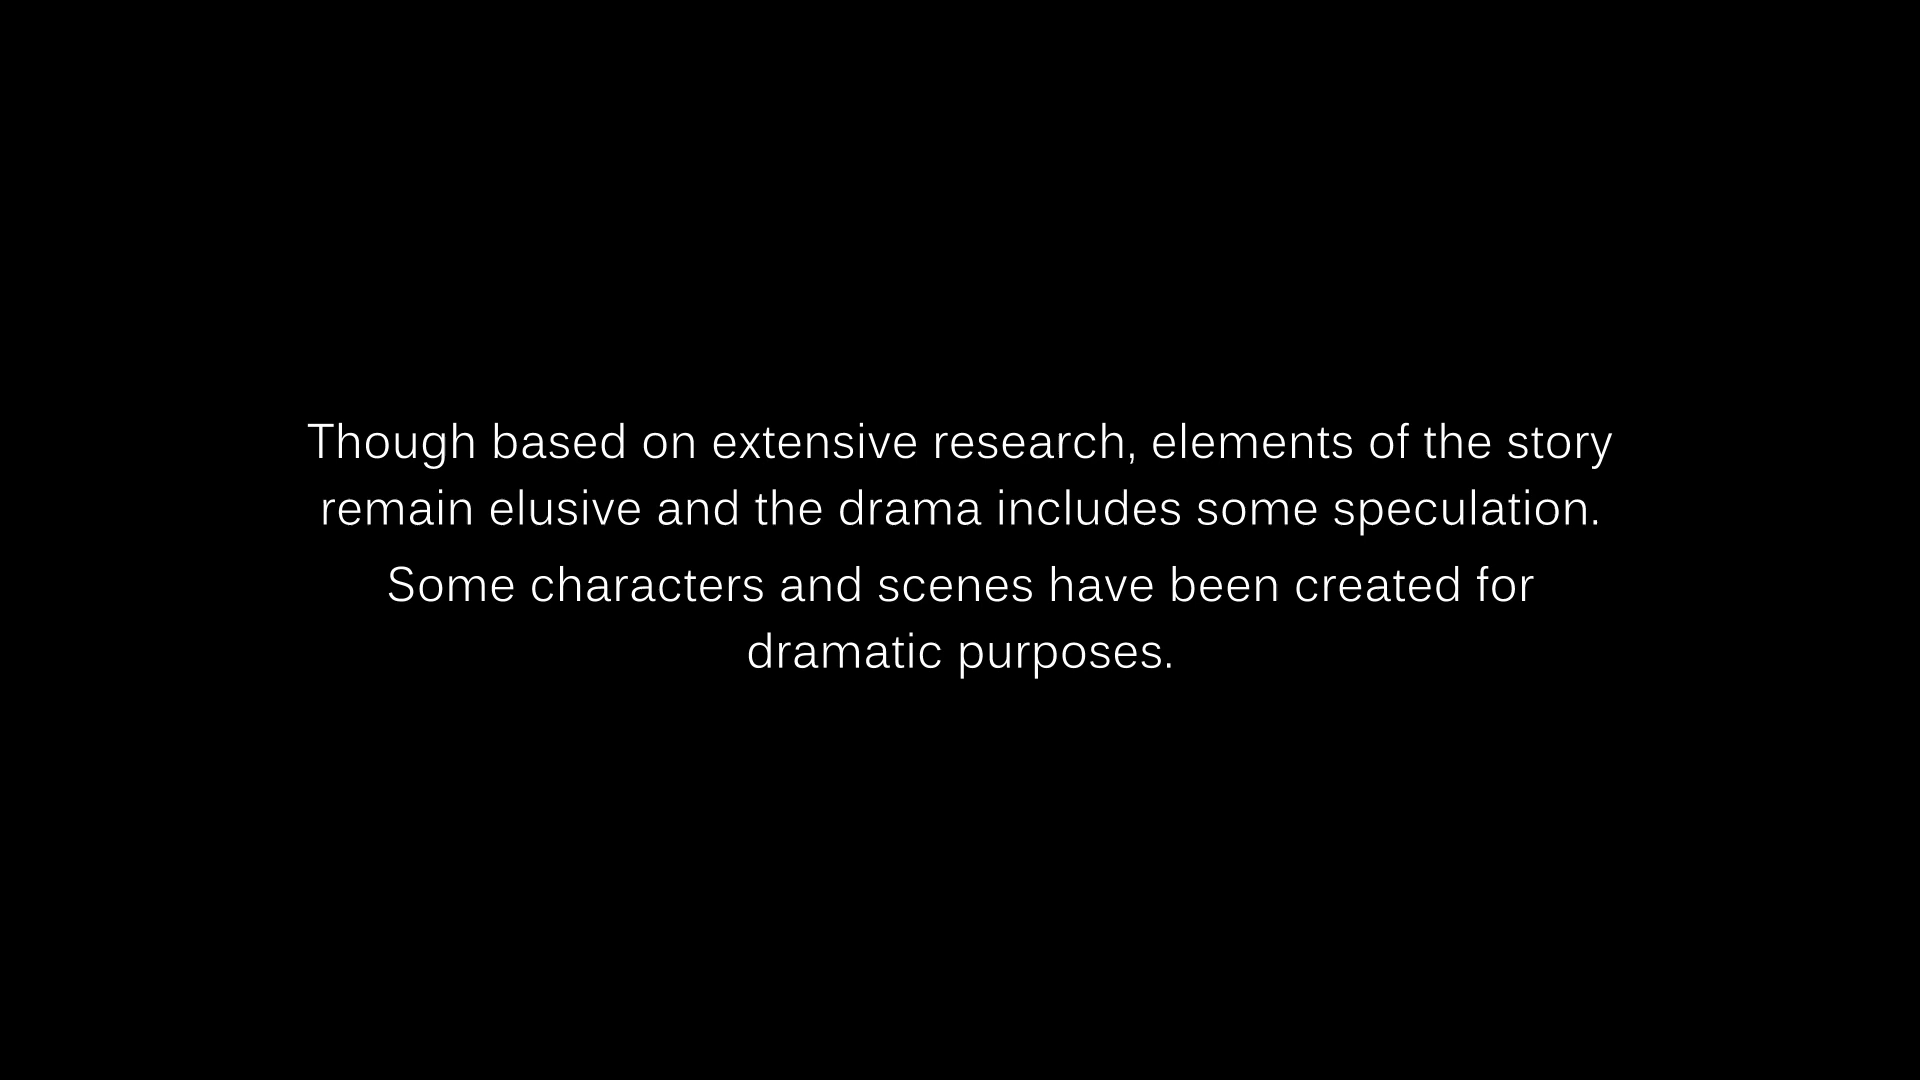 Though based on extensive research, elements of the story
remain elusive and the drama includes some speculation.
Some characters and scenes have been created for
dramatic purposes.